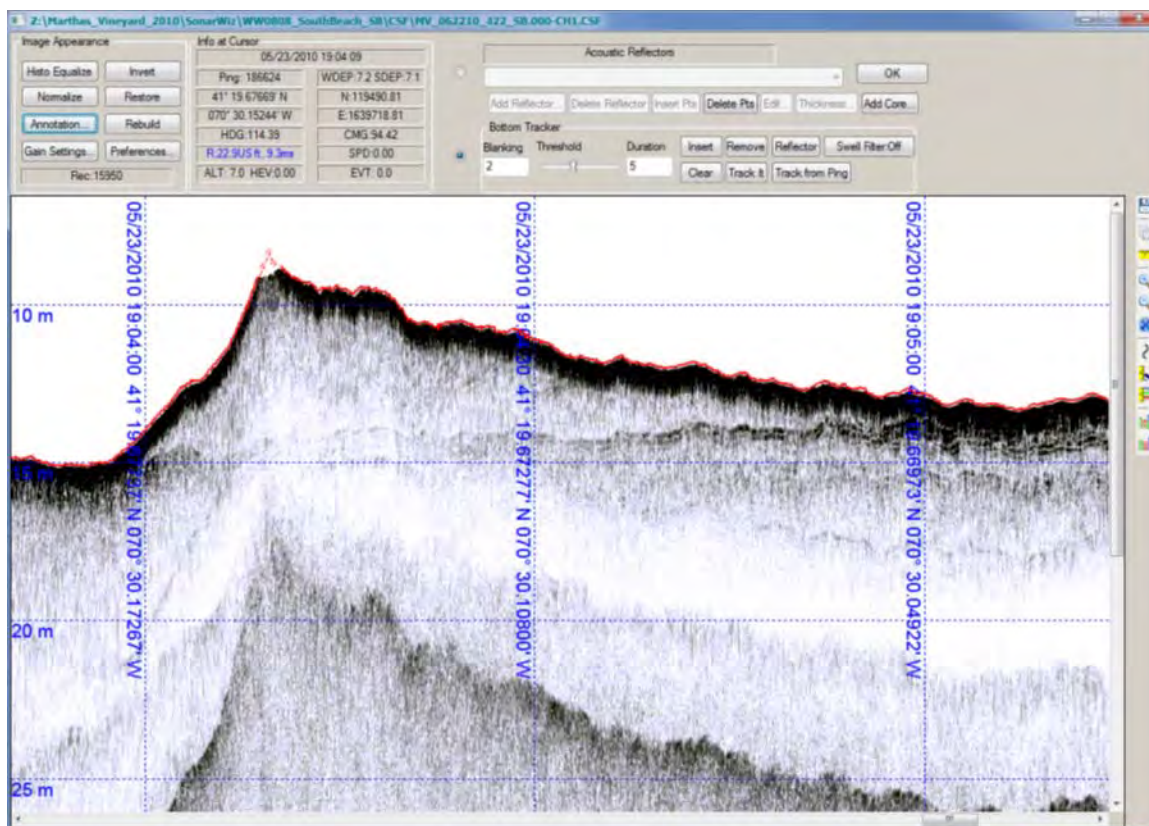 Z:\Marthas_Vineyard_2010\SonarWiz\WW0808_SouthBeach_SB\CSF\MV_062210_422_SB.000-CH1.CSF
Image Appearance
Histo Equalize Invert
Normalize Restore
Annotation... Rebuild
Gain Settings... Preferences...
Rec:15950
Info at Cursor
05/23/2010 19:04:09
Ping: 186624 WDEP:7.2 SDEP:7.1
41° 19.67669' N N:119490.81
070° 30.15244' W E:1639718.81
HDG:114.39 CMG:94.42
R:22.9US ft, 9.3ms SPD:0.00
ALT: 7.0 HEV:0.00 EVT: 0.0
Acoustic Reflectors
OK
Add Reflector... Delete Reflector Insert Pts Delete Pts Edit... Thickness... Add Core...
Bottom Tracker
Blanking Threshold Duration Insert Remove Reflector Swell Filter:Off
2 5 Clear Track It Track from Ping
05/23/2010 19:04:00 41° 19.67797' N 070° 30.17267' W
05/23/2010 19:04:30 41° 19.67277' N 070° 30.10800' W
05/23/2010 19:05:00 41° 19.66973' N 070° 30.04922' W
10 m
15 m
20 m
25 m